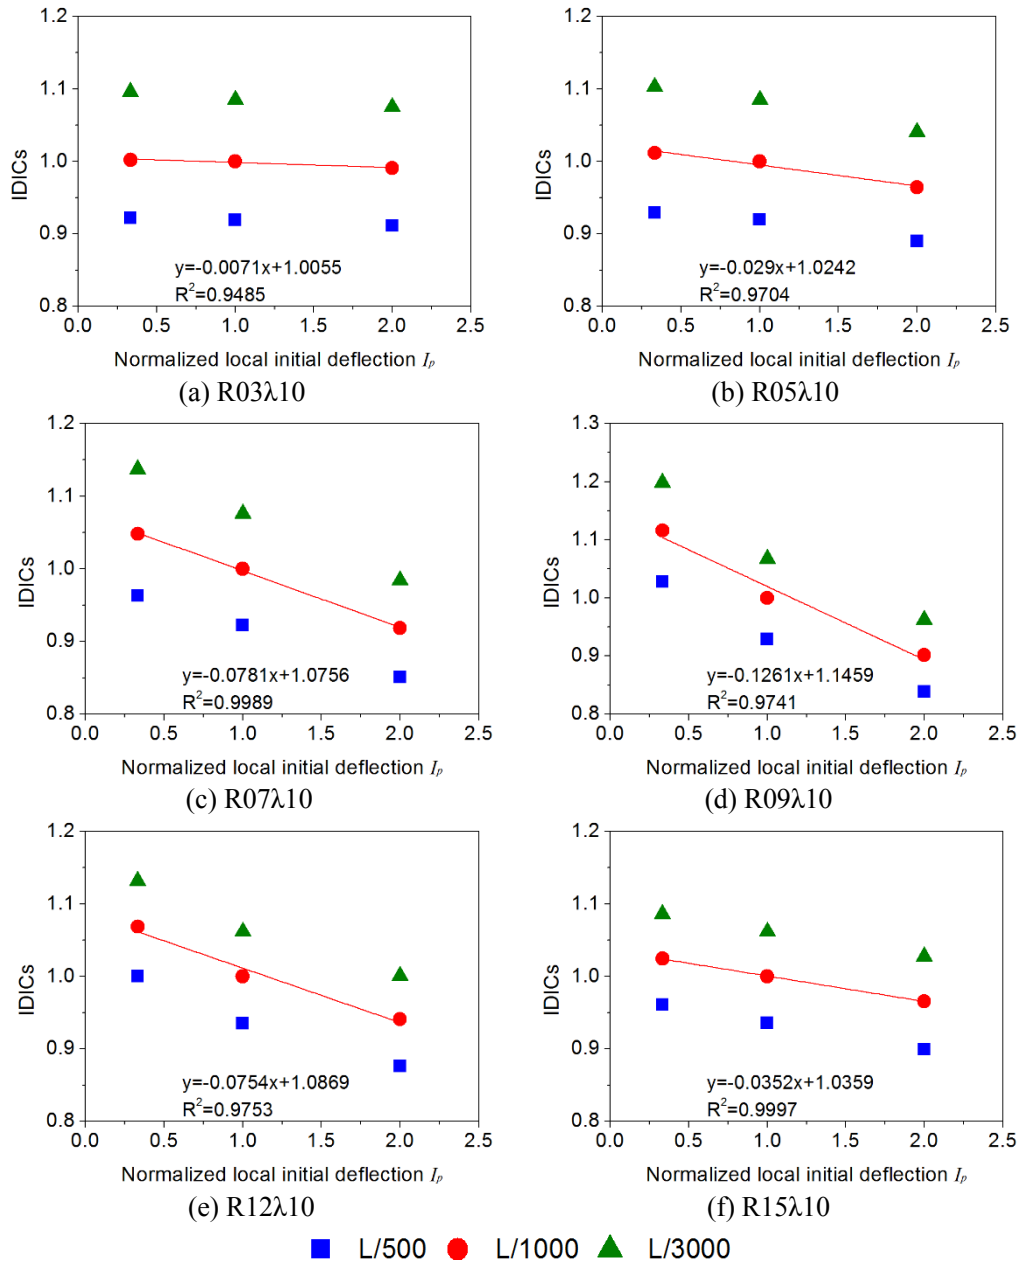 1.2
1.1
1.0
0.9
0.8
IDICs
y=-0.0071x+1.0055
R²=0.9485
0.0 0.5 1.0 1.5 2.0 2.5
Normalized local initial deflection Iₚ
(a) R03λ10
1.2
1.1
1.0
0.9
0.8
IDICs
y=-0.029x+1.0242
R²=0.9704
0.0 0.5 1.0 1.5 2.0 2.5
Normalized local initial deflection Iₚ
(b) R05λ10
1.2
1.1
1.0
0.9
0.8
IDICs
y=-0.0781x+1.0756
R²=0.9989
0.0 0.5 1.0 1.5 2.0 2.5
Normalized local initial deflection Iₚ
(c) R07λ10
1.3
1.2
1.1
1.0
0.9
0.8
IDICs
y=-0.1261x+1.1459
R²=0.9741
0.0 0.5 1.0 1.5 2.0 2.5
Normalized local initial deflection Iₚ
(d) R09λ10
1.2
1.1
1.0
0.9
0.8
IDICs
y=-0.0754x+1.0869
R²=0.9753
0.0 0.5 1.0 1.5 2.0 2.5
Normalized local initial deflection Iₚ
(e) R12λ10
1.2
1.1
1.0
0.9
0.8
IDICs
y=-0.0352x+1.0359
R²=0.9997
0.0 0.5 1.0 1.5 2.0 2.5
Normalized local initial deflection Iₚ
(f) R15λ10
L/500 L/1000 L/3000